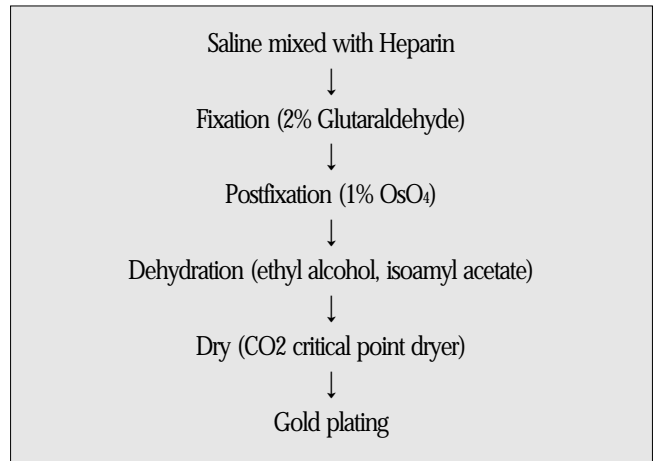 Saline mixed with Heparin
↓
Fixation (2% Glutaraldehyde)
↓
Postfixation (1% OsO₄)
↓
Dehydration (ethyl alcohol, isoamyl acetate)
↓
Dry (CO2 critical point dryer)
↓
Gold plating